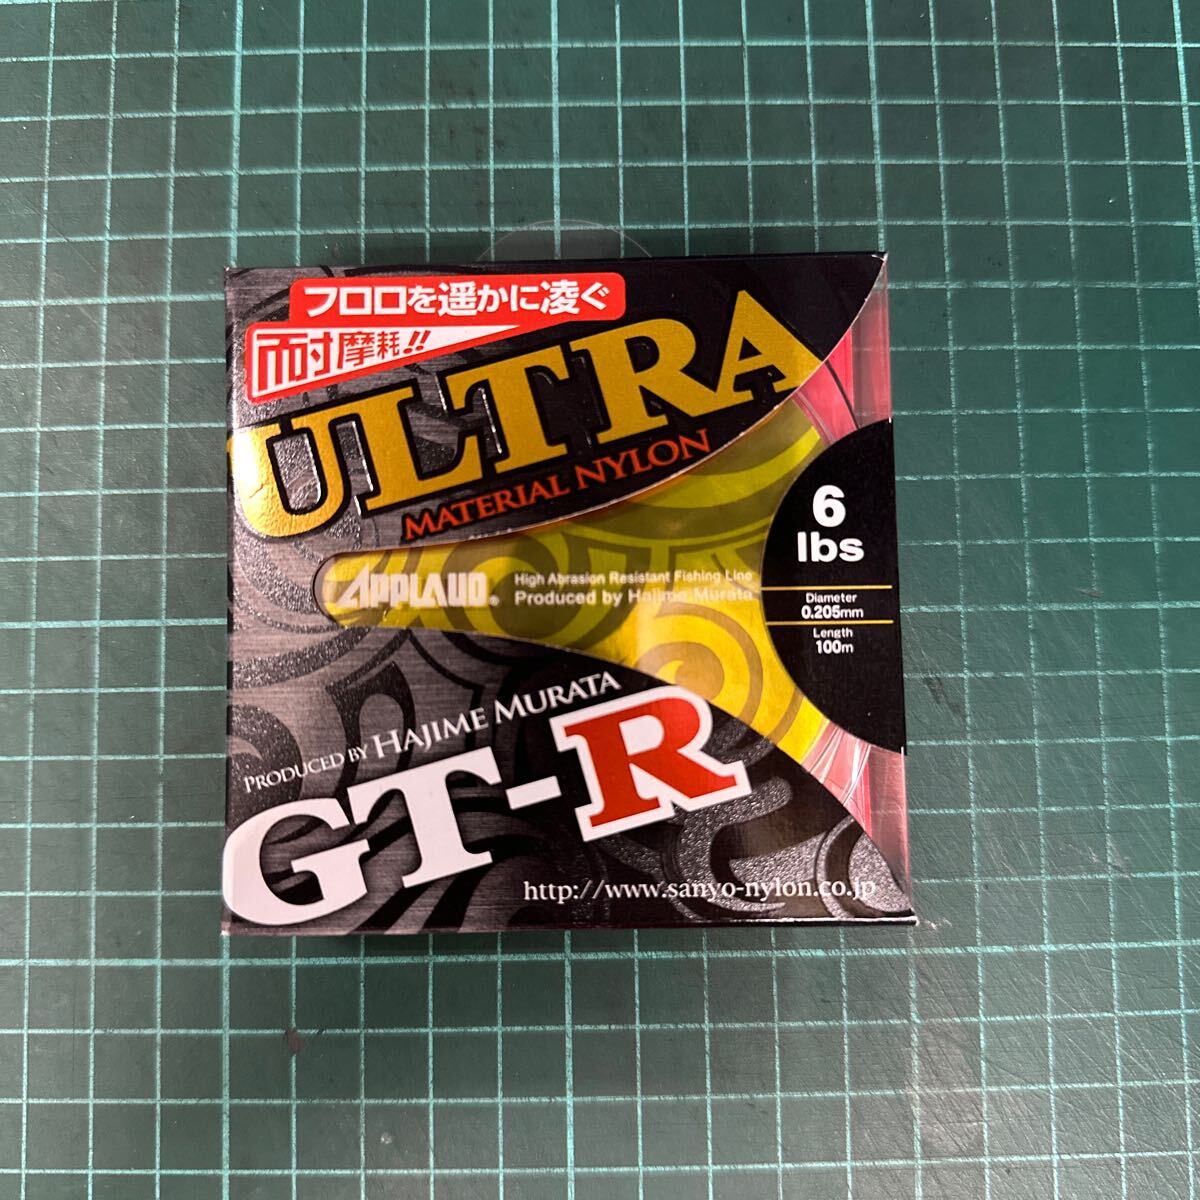 フロロを遥かに凌ぐ
耐摩耗!!
ULTRA
MATERIAL NYLON
6
lbs
Diameter
0.205mm
Length
100m
APPLAUD®
High Abrasion Resistant Fishing Line
Produced by Hajime Murata
PRODUCED BY HAJIME MURATA
GT-R
http://www.sanyo-nylon.co.jp